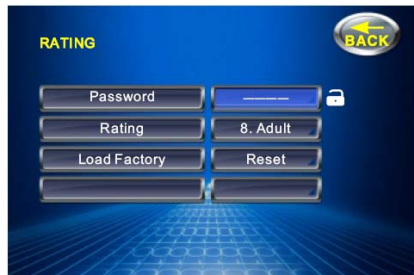 RATING
BACK
Password ––––
Rating 8. Adult
Load Factory Reset